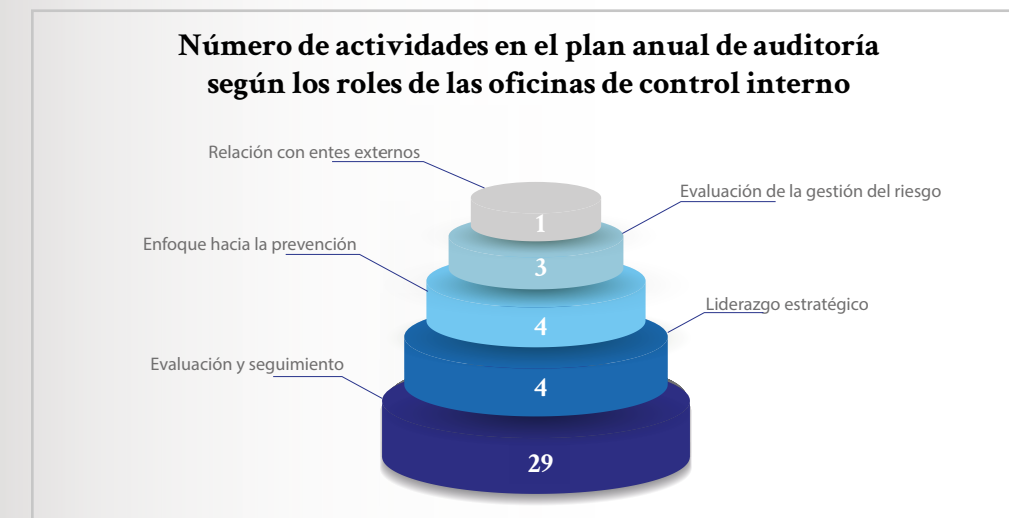 Número de actividades en el plan anual de auditoría
según los roles de las oficinas de control interno
Relación con entes externos
1
Evaluación de la gestión del riesgo
3
Enfoque hacia la prevención
4
Liderazgo estratégico
4
Evaluación y seguimiento
29